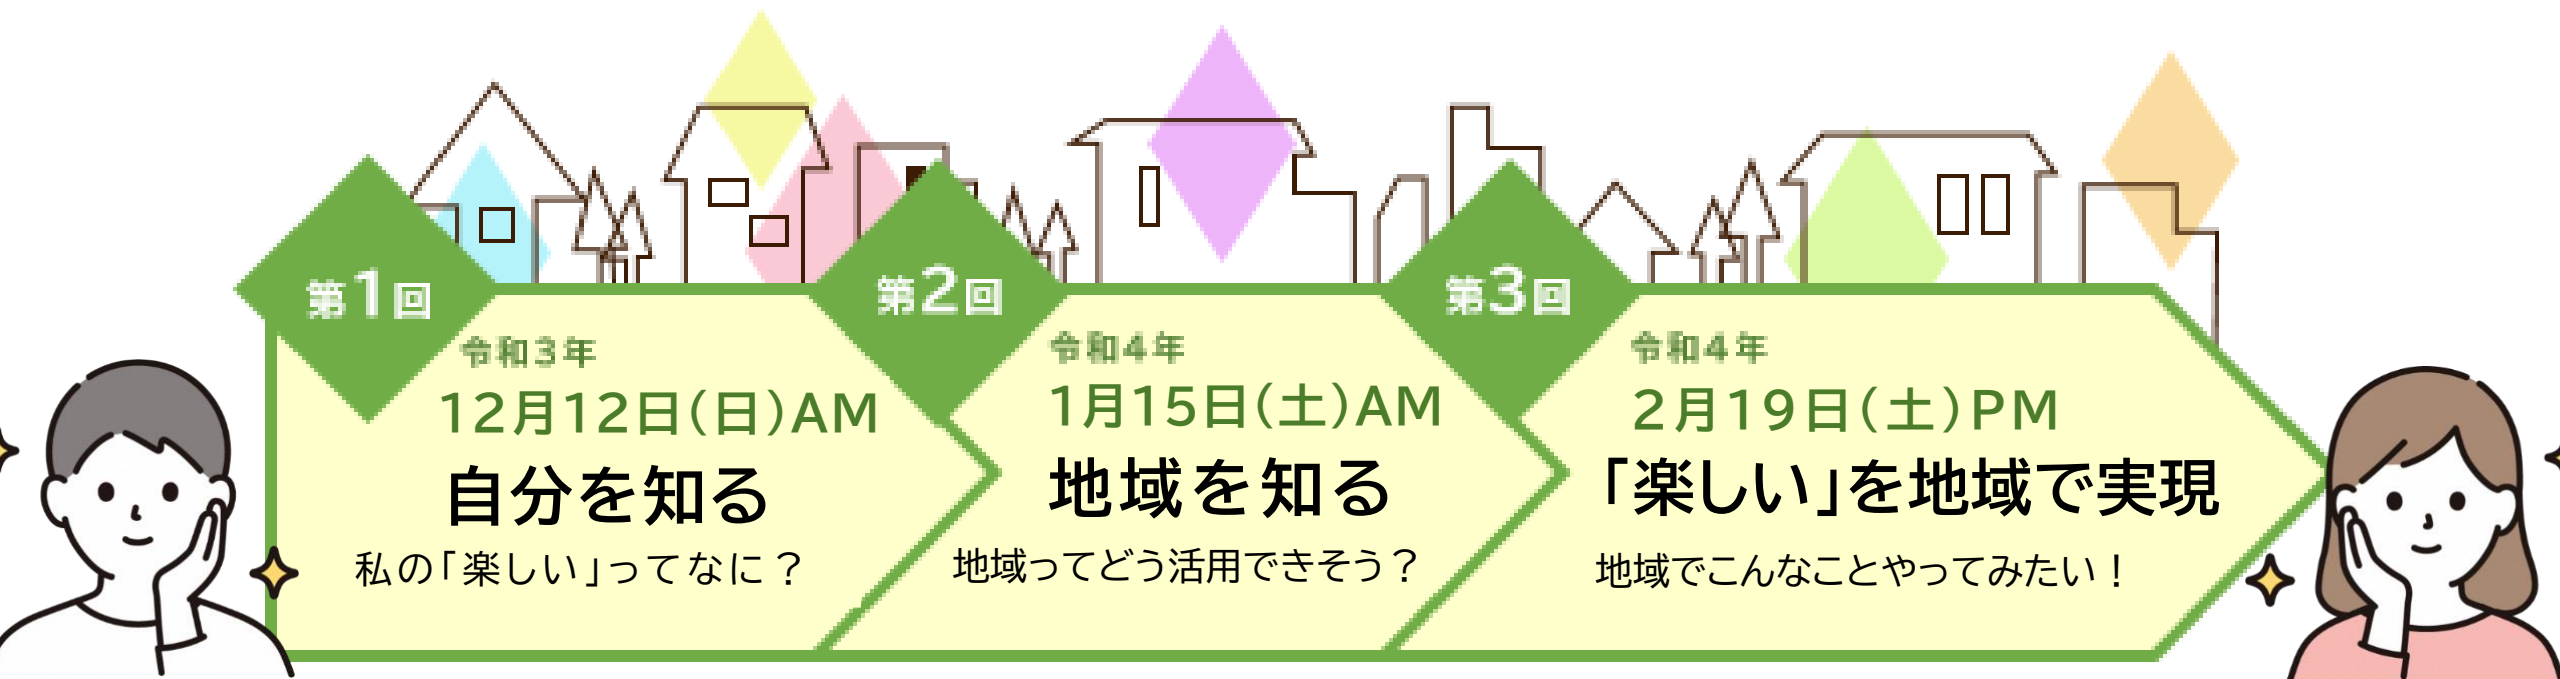 第1回
令和3年
12月12日(日)AM
自分を知る
私の「楽しい」ってなに？
第2回
令和4年
1月15日(土)AM
地域を知る
地域ってどう活用できそう？
第3回
令和4年
2月19日(土)PM
「楽しい」を地域で実現
地域でこんなことやってみたい！